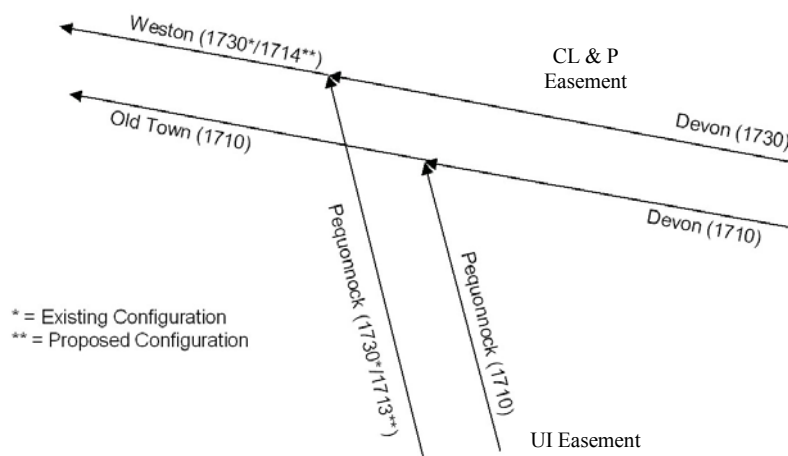 Weston (1730*/1714**)
CL & P
Easement
Old Town (1710)
Devon (1730)
Devon (1710)
Pequonnock (1730*/1713**)
Pequonnock (1710)
* = Existing Configuration
** = Proposed Configuration
UI Easement